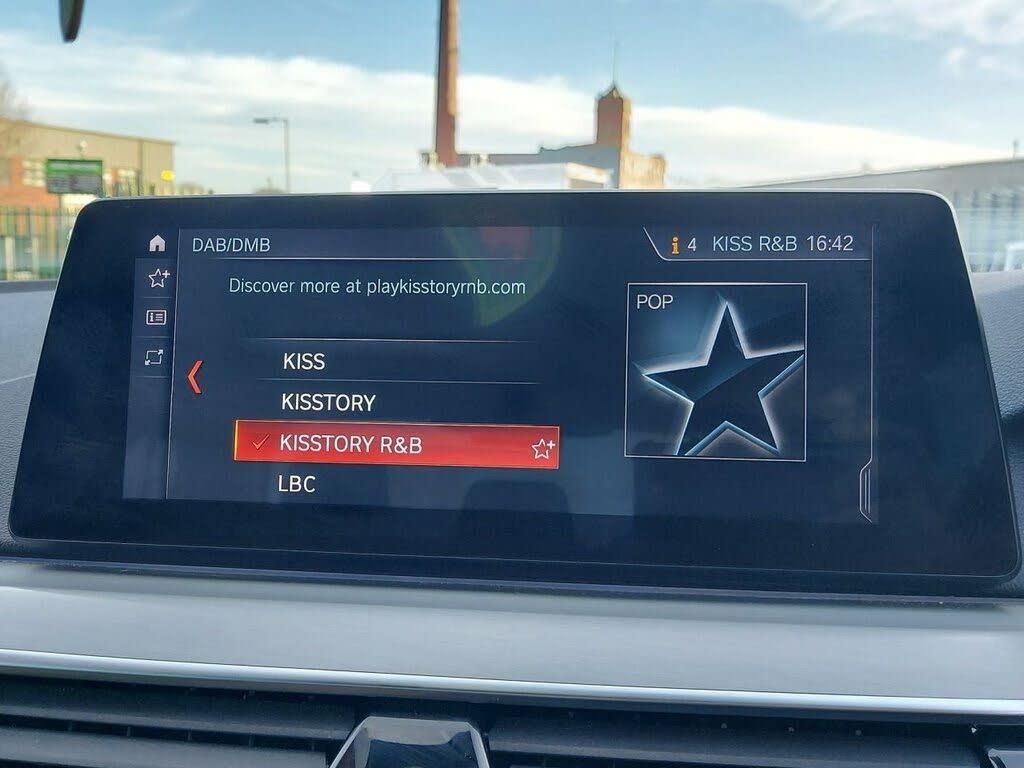 DAB/DMB
i 4 KISS R&B 16:42
Discover more at playkisstoryrnb.com
POP
KISS
KISSTORY
KISSTORY R&B
LBC